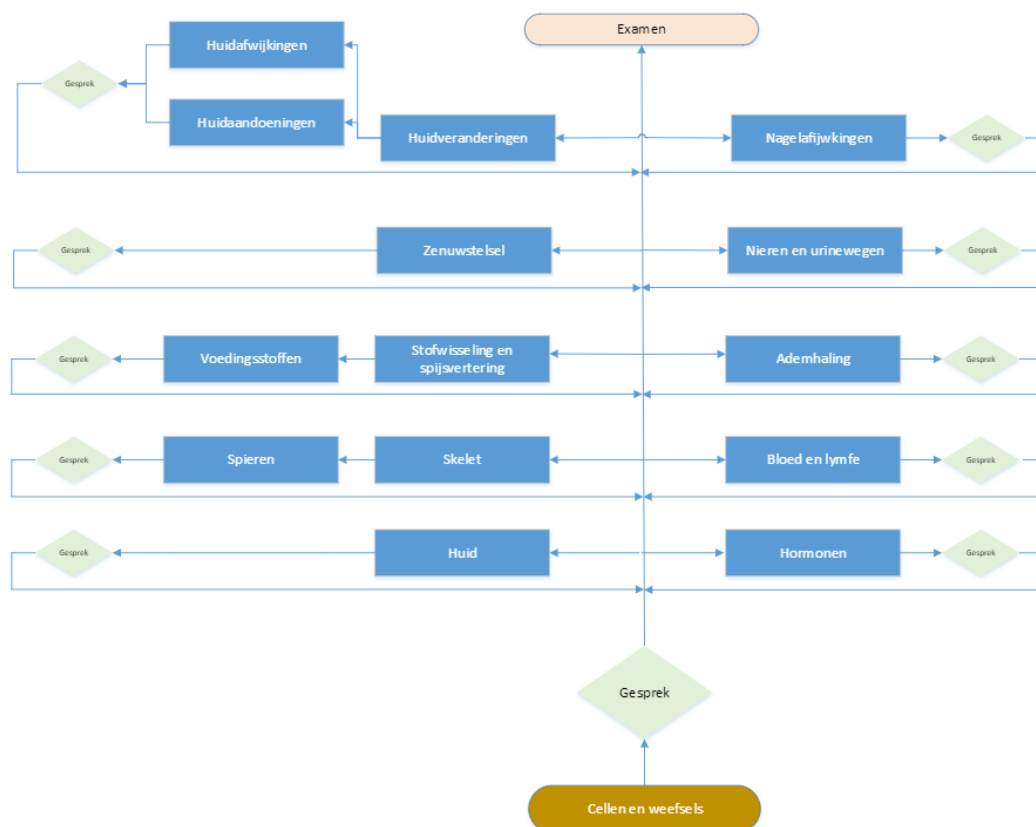 Examen
Huidafwijkingen
Gesprek
Huidaandoeningen
Huidveranderingen
Nagelafijwkingen
Gesprek
Gesprek
Zenuwstelsel
Nieren en urinewegen
Gesprek
Gesprek
Voedingsstoffen
Stofwisseling en
spijsvertering
Ademhaling
Gesprek
Gesprek
Spieren
Skelet
Bloed en lymfe
Gesprek
Gesprek
Huid
Hormonen
Gesprek
Gesprek
Cellen en weefsels